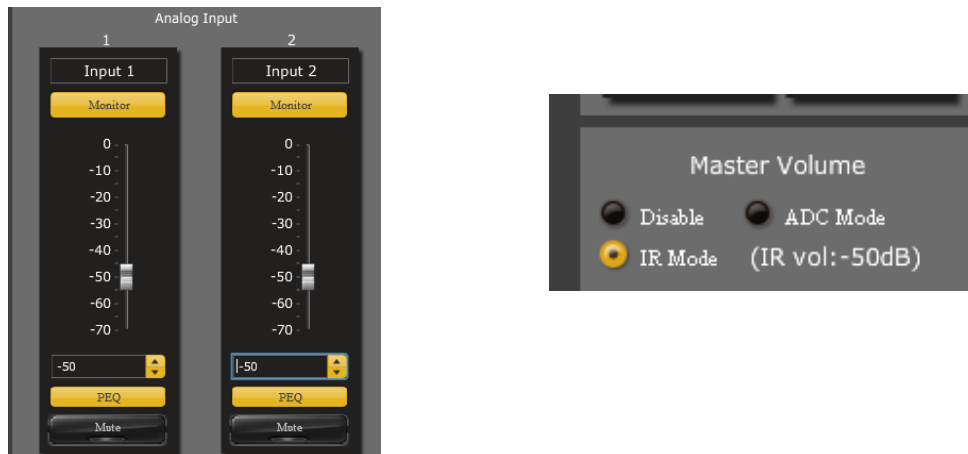 Analog Input
1 2
Input 1 Input 2
Monitor Monitor
0 0
-10 -10
-20 -20
-30 -30
-40 -40
-50 -50
-60 -60
-70 -70
-50 -50
PEQ PEQ
Mute Mute
Master Volume
Disable ADC Mode
IR Mode (IR vol:-50dB)